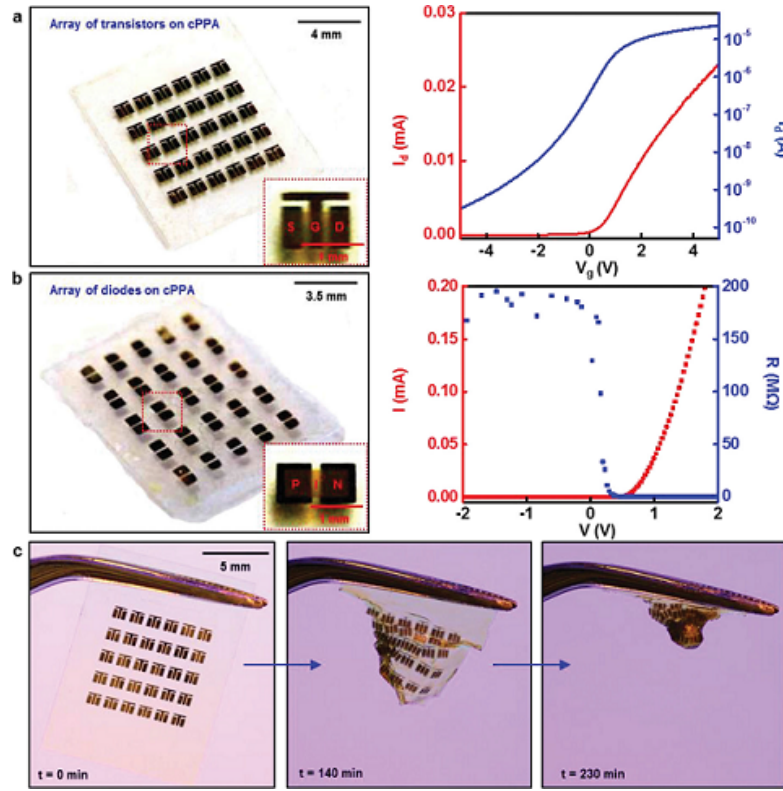 a
Array of transistors on cPPA
4 mm
S G D
1 mm
0.03
0.02
0.01
0.00
I_d (mA)
-4 -2 0 2 4
V_g (V)
10^-5
10^-6
10^-7
10^-8
10^-9
10^-10
I_d (A)
b
Array of diodes on cPPA
3.5 mm
P I N
1 mm
0.20
0.15
0.10
0.05
0.00
I (mA)
-2 -1 0 1 2
V (V)
200
150
100
50
0
R (MΩ)
c
5 mm
t = 0 min
t = 140 min
t = 230 min